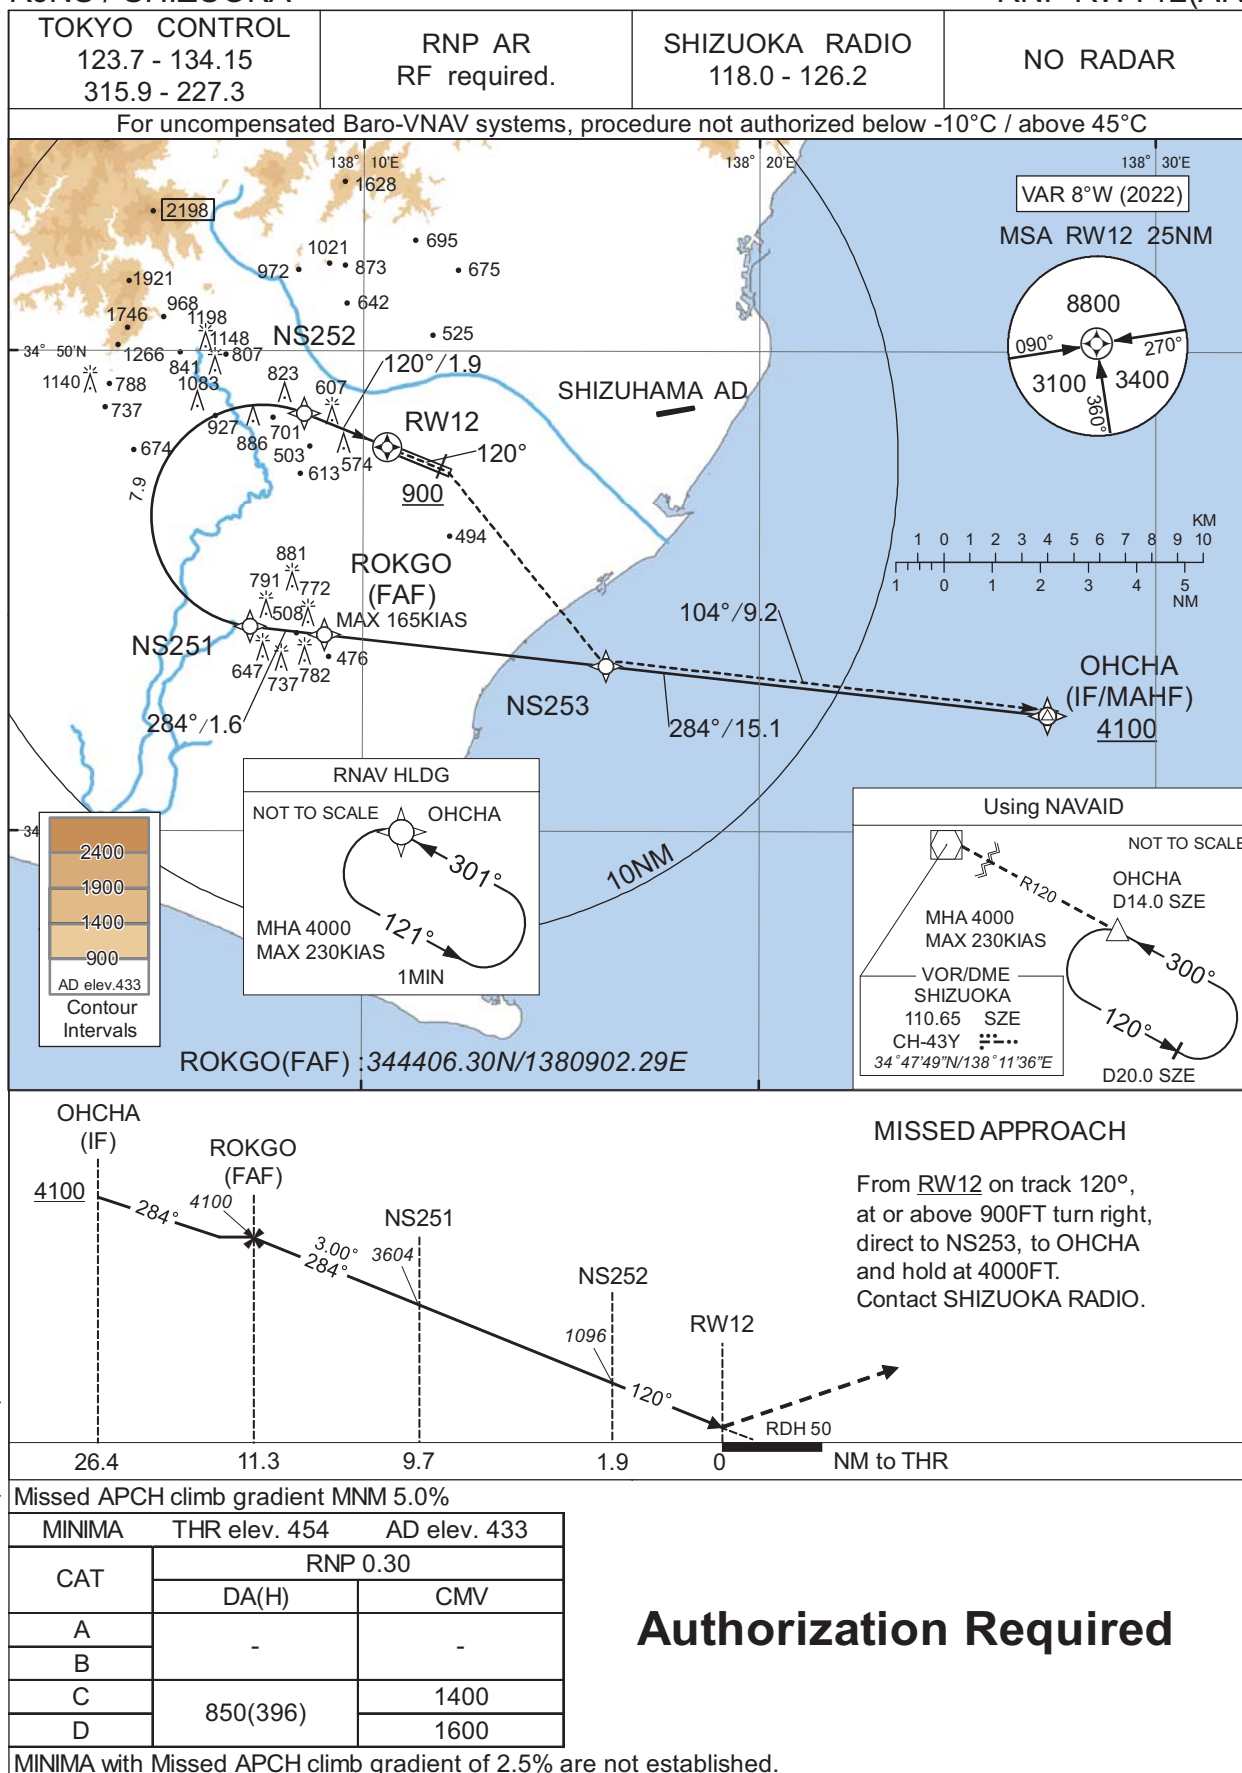 TOKYO CONTROL
123.7 - 134.15
315.9 - 227.3
RNP AR
RF required.
SHIZUOKA RADIO
118.0 - 126.2
NO RADAR
For uncompensated Baro-VNAV systems, procedure not authorized below -10°C / above 45°C
138° 10'E
138° 20'E
138° 30'E
VAR 8°W (2022)
MSA RW12 25NM
8800
090°
270°
3100
3400
360°
1628
2198
695
1021
972
873
675
1921
642
968
1746
1198
525
NS252
1148
34° 50'N
1266
841
807
120°/1.9
1140
788
1083
823
607
SHIZUHAMA AD
737
927
RW12
701
886
674
503
574
120°
613
7.9
900
494
KM
1 0 1 2 3 4 5 6 7 8 9 10
1 0 1 2 3 4 5
NM
881
ROKGO
(FAF)
791
772
508
MAX 165KIAS
104°/9.2
NS251
647
737
782
476
OHCHA
(IF/MAHF)
4100
NS253
284°/1.6
284°/15.1
RNAV HLDG
NOT TO SCALE
OHCHA
301°
MHA 4000
MAX 230KIAS
121°
1MIN
10NM
Using NAVAID
NOT TO SCALE
R120
OHCHA
D14.0 SZE
MHA 4000
MAX 230KIAS
300°
VOR/DME
SHIZUOKA
110.65 SZE
CH-43Y
34°47'49"N/138°11'36"E
120°
D20.0 SZE
34
2400
1900
1400
900
AD elev.433
Contour
Intervals
ROKGO(FAF) :344406.30N/1380902.29E
OHCHA
(IF)
ROKGO
(FAF)
4100
284°
4100
NS251
3.00°
284°
3604
NS252
1096
RW12
120°
RDH 50
26.4
11.3
9.7
1.9
0
NM to THR
MISSED APPROACH
From RW12 on track 120°,
at or above 900FT turn right,
direct to NS253, to OHCHA
and hold at 4000FT.
Contact SHIZUOKA RADIO.
Missed APCH climb gradient MNM 5.0%
MINIMA THR elev. 454 AD elev. 433
CAT
RNP 0.30
DA(H) CMV
A
B
- -
C
850(396)
1400
D
1600
Authorization Required
MINIMA with Missed APCH climb gradient of 2.5% are not established.